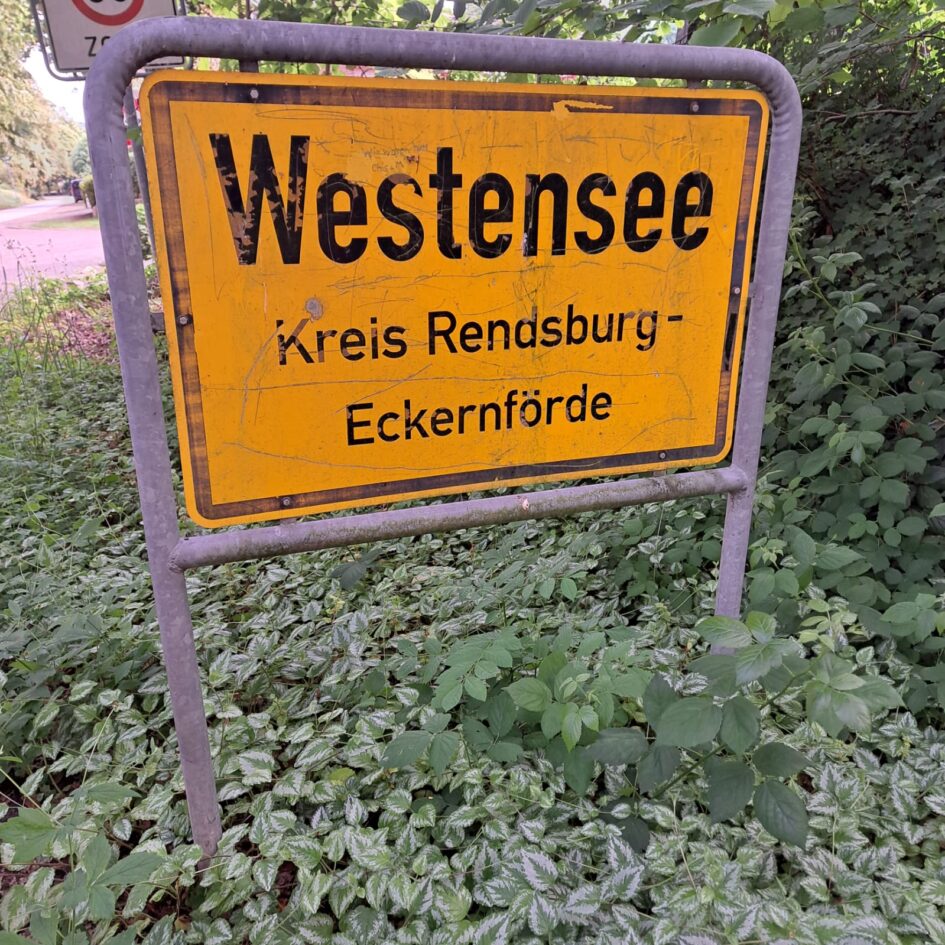 Westensee
Kreis Rendsburg-
Eckernförde